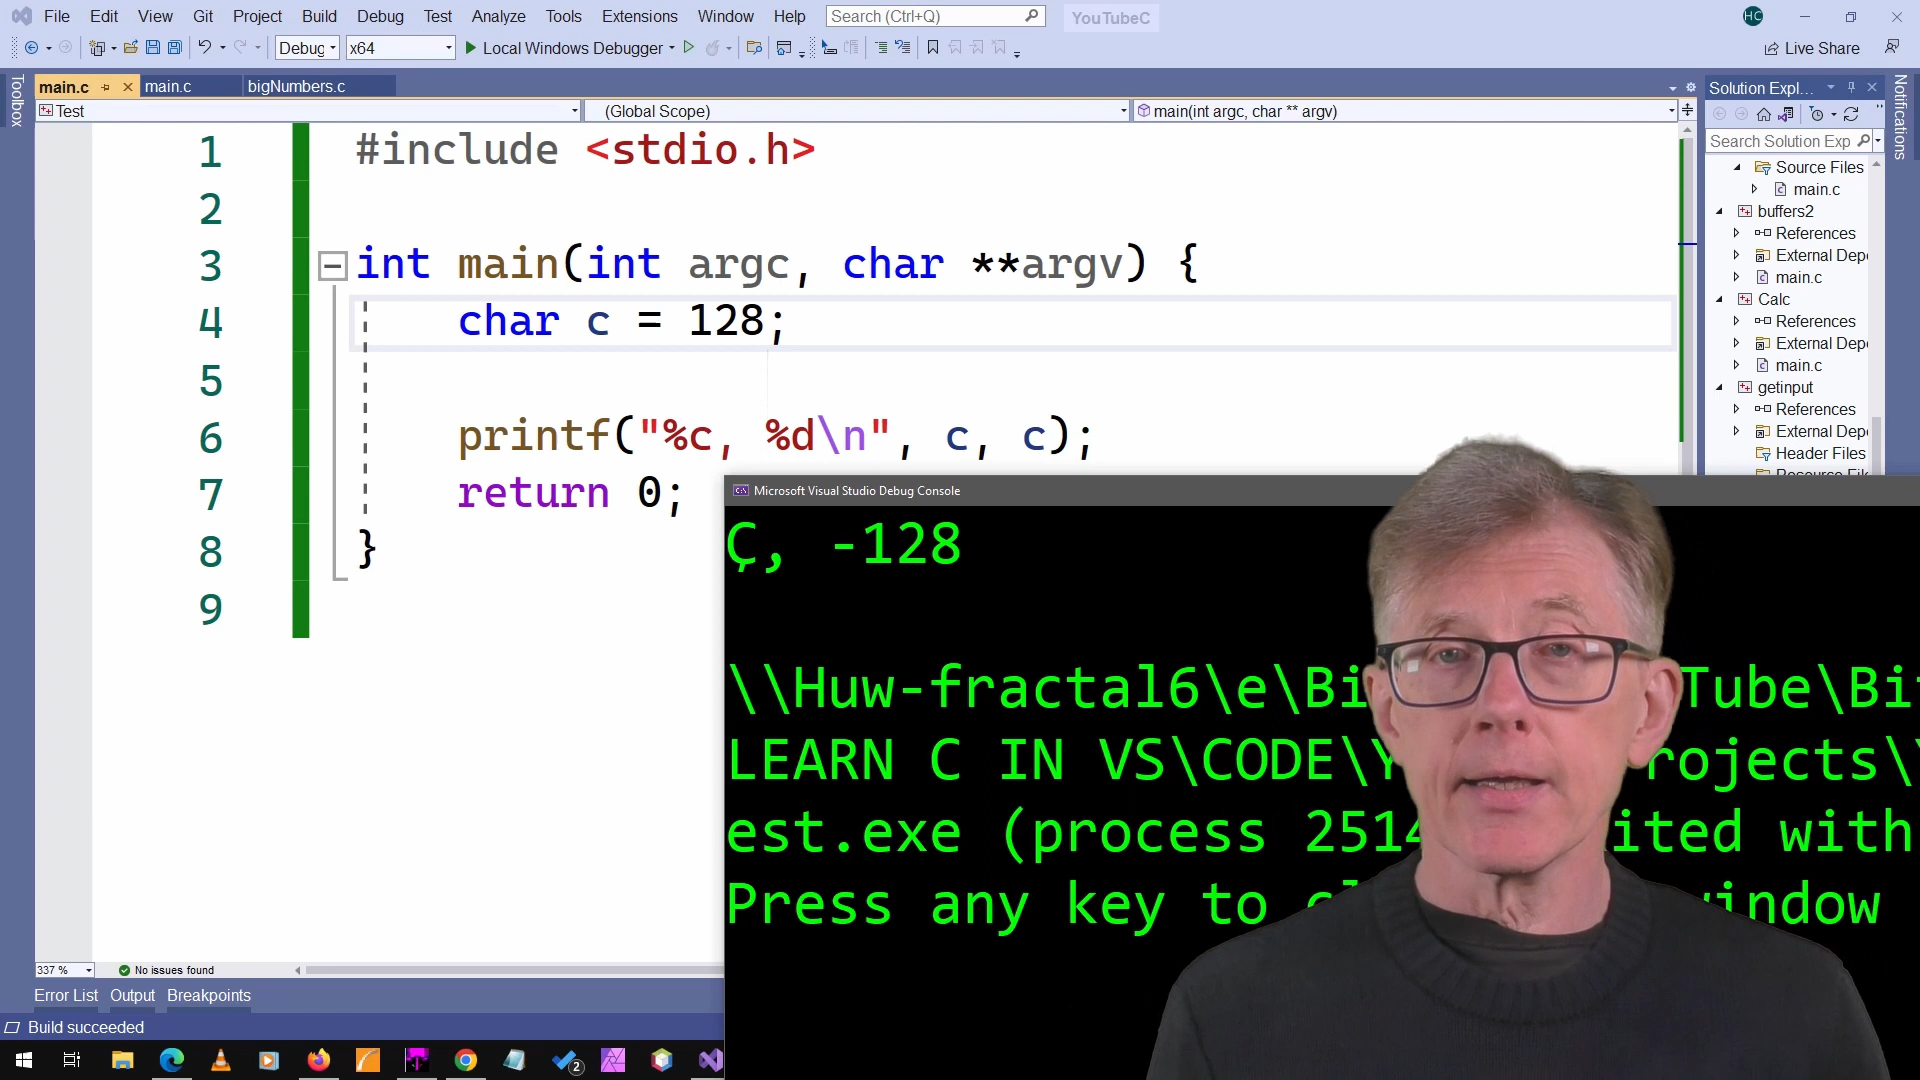 File Edit View Git Project Build Debug Test Analyze Tools Extensions Window Help Search (Ctrl+Q) YouTubeC HC
Debug x64 Local Windows Debugger Live Share
Toolbox
main.c main.c bigNumbers.c
Test (Global Scope) main(int argc, char ** argv)
1 #include <stdio.h>
2
3 int main(int argc, char **argv) {
4 char c = 128;
5
6 printf("%c, %d\n", c, c);
7 return 0;
8 }
9
Solution Expl...
Search Solution Exp
Source Files
main.c
buffers2
References
External Depe
main.c
Calc
References
External Depe
main.c
getinput
References
External Depe
Header Files
Notifications
Microsoft Visual Studio Debug Console
Ç, -128
\\Huw-fractal6\e\Bi Tube\Bi
LEARN C IN VS\CODE\Y rojects\
est.exe (process 2514 ited with
Press any key to cl window
337 % No issues found
Error List Output Breakpoints
Build succeeded
2